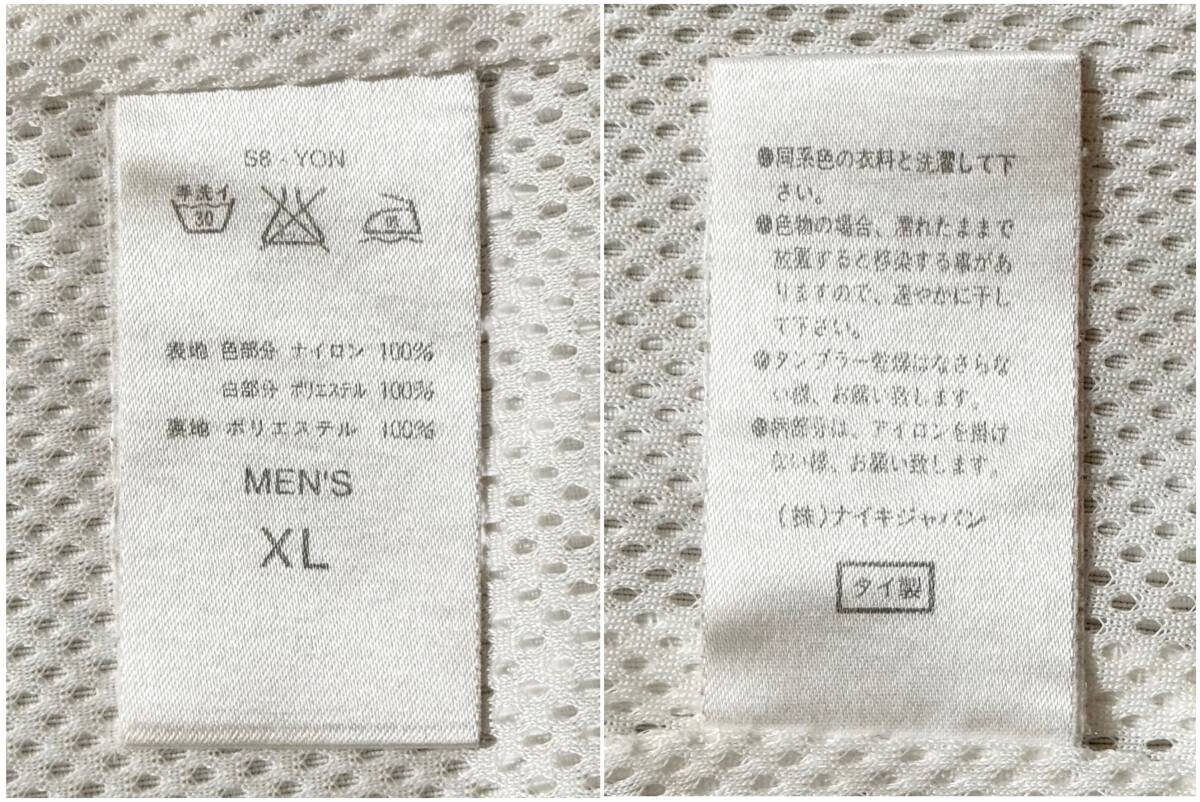 S8 - YON
手洗イ
30
表地 色部分 ナイロン 100%
白部分 ポリエステル 100%
裏地 ポリエステル 100%
MEN'S
XL
●同系色の衣料と洗濯して下
さい。
●色物の場合、濡れたままで
放置すると移染する事があ
りますので、速やかに干し
て下さい。
●タンブラー乾燥はなさらな
い様、お願い致します。
●柄部分は、アイロンを掛け
ない様、お願い致します。
(株)ナイキジャパン
タイ製